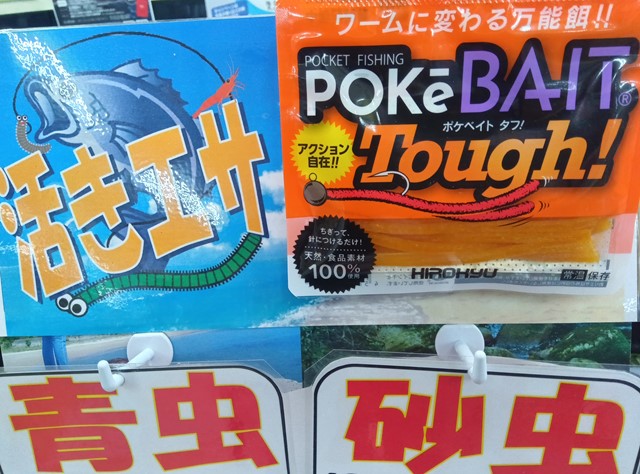 活きエサ
ワームに変わる万能餌!!
POCKET FISHING
POKēBAIT®
ポケベイト タフ!
Tough!
アクション
自在!!
ちぎって、
針につけるだけ!
天然・食品素材
100%使用
HIROKYU
常温保存
青虫
砂虫